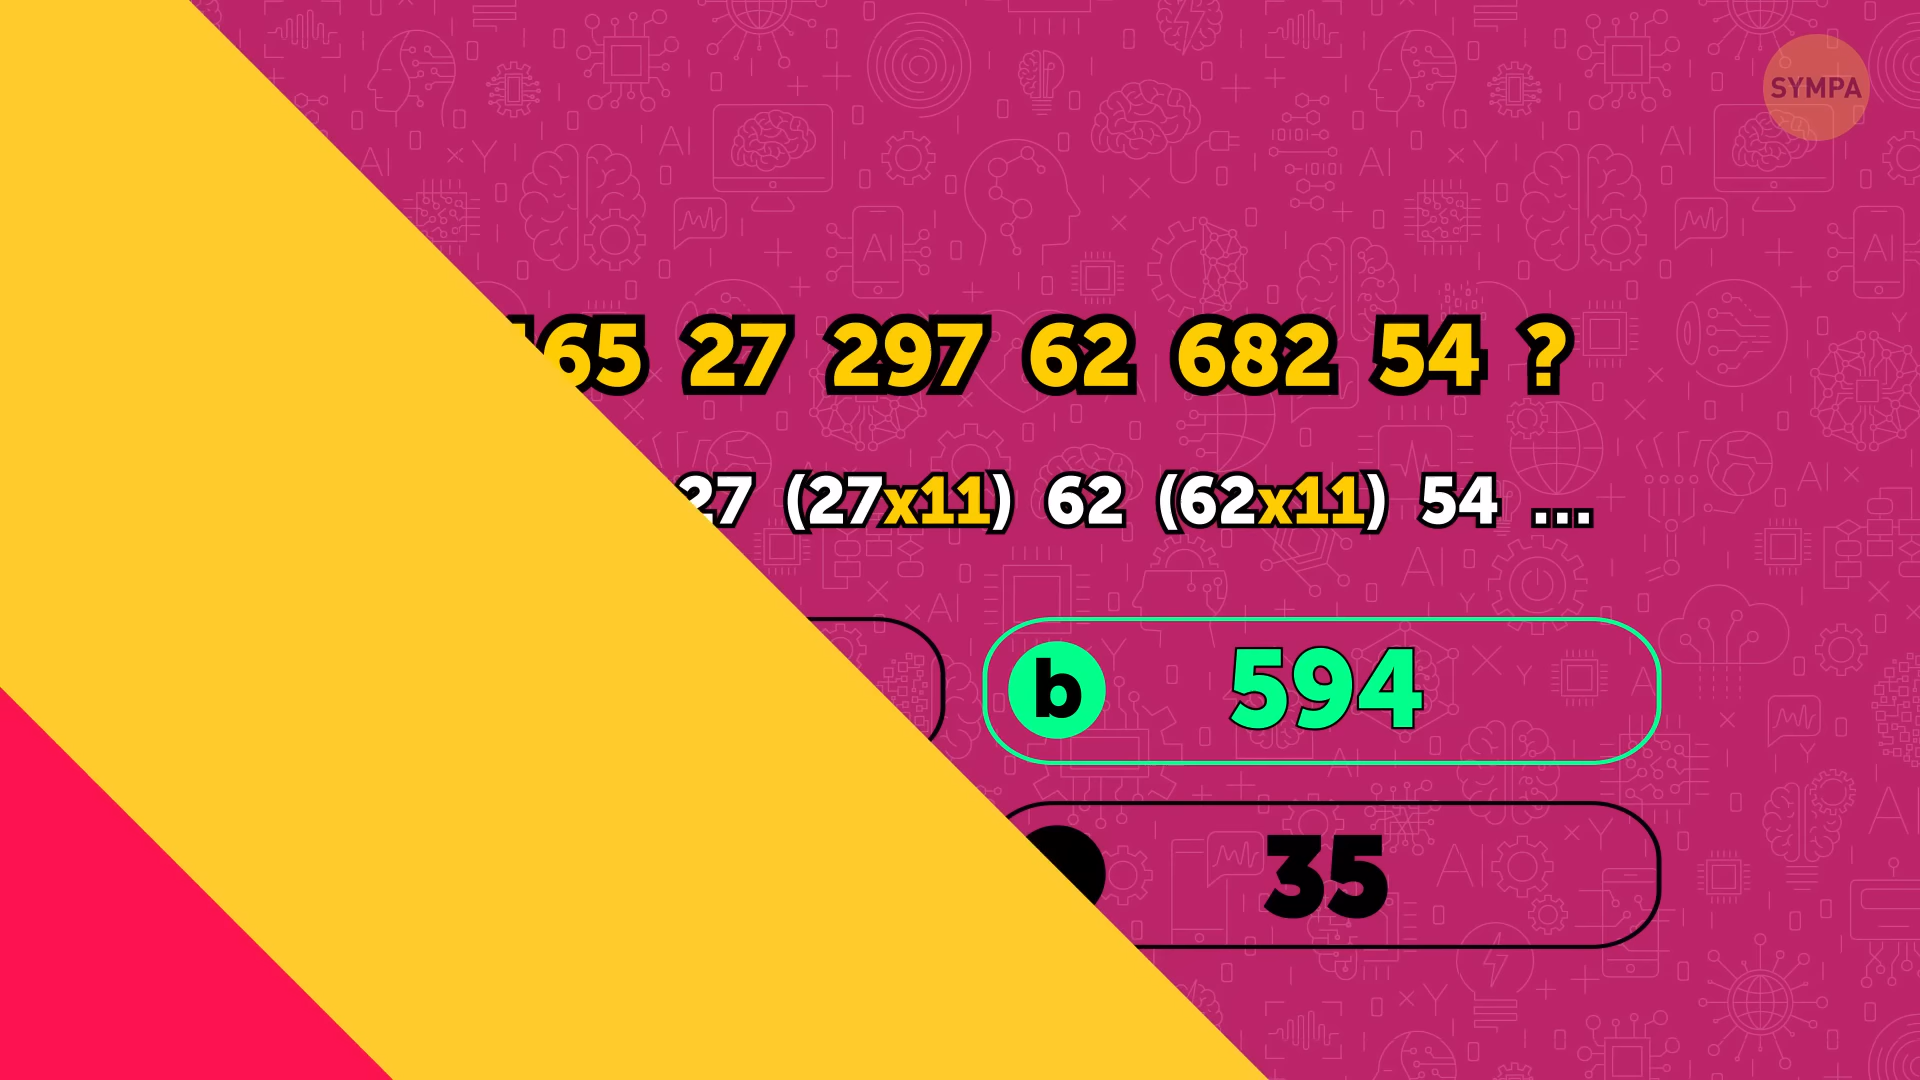 SYMPA
65 27 297 62 682 54 ?
27 (27x11) 62 (62x11) 54 ...
b 594
35